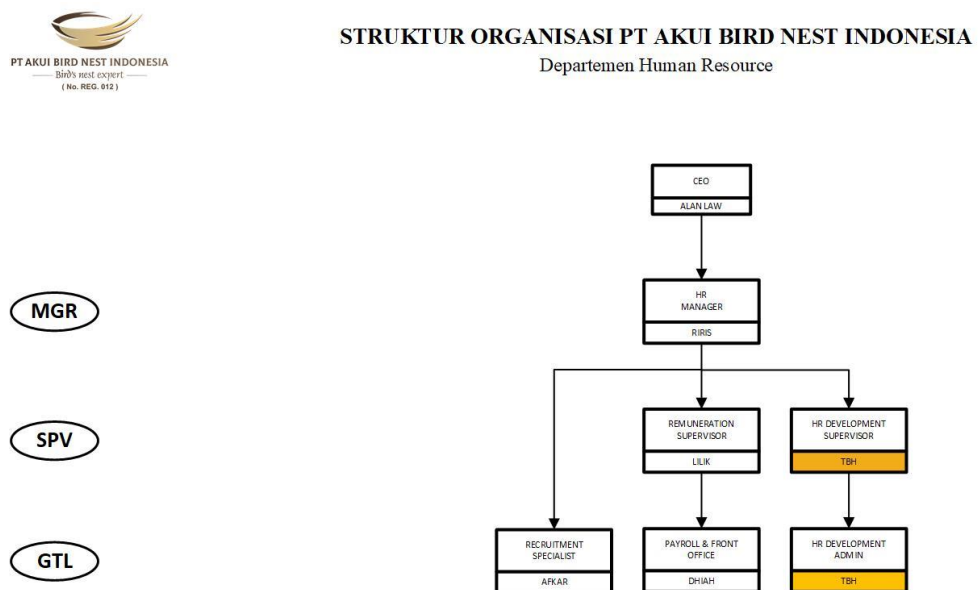 PT AKUI BIRD NEST INDONESIA
Bird's nest expert
( No. REG. 012 )
STRUKTUR ORGANISASI PT AKUI BIRD NEST INDONESIA
Departemen Human Resource
CEO
ALAN LAW
MGR
HR
MANAGER
RIRIS
SPV
REMUNERATION
SUPERVISOR
LILIK
HR DEVELOPMENT
SUPERVISOR
TBH
GTL
RECRUITMENT
SPECIALIST
AFKAR
PAYROLL & FRONT
OFFICE
DHIAH
HR DEVELOPMENT
ADMIN
TBH